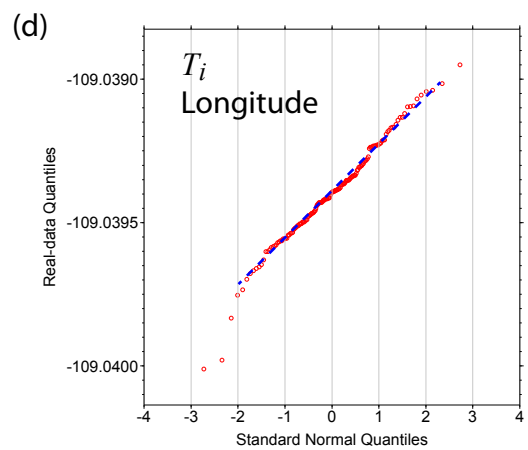 (d)
T_i
Longitude
-109.0390
-109.0395
-109.0400
Real-data Quantiles
-4 -3 -2 -1 0 1 2 3 4
Standard Normal Quantiles